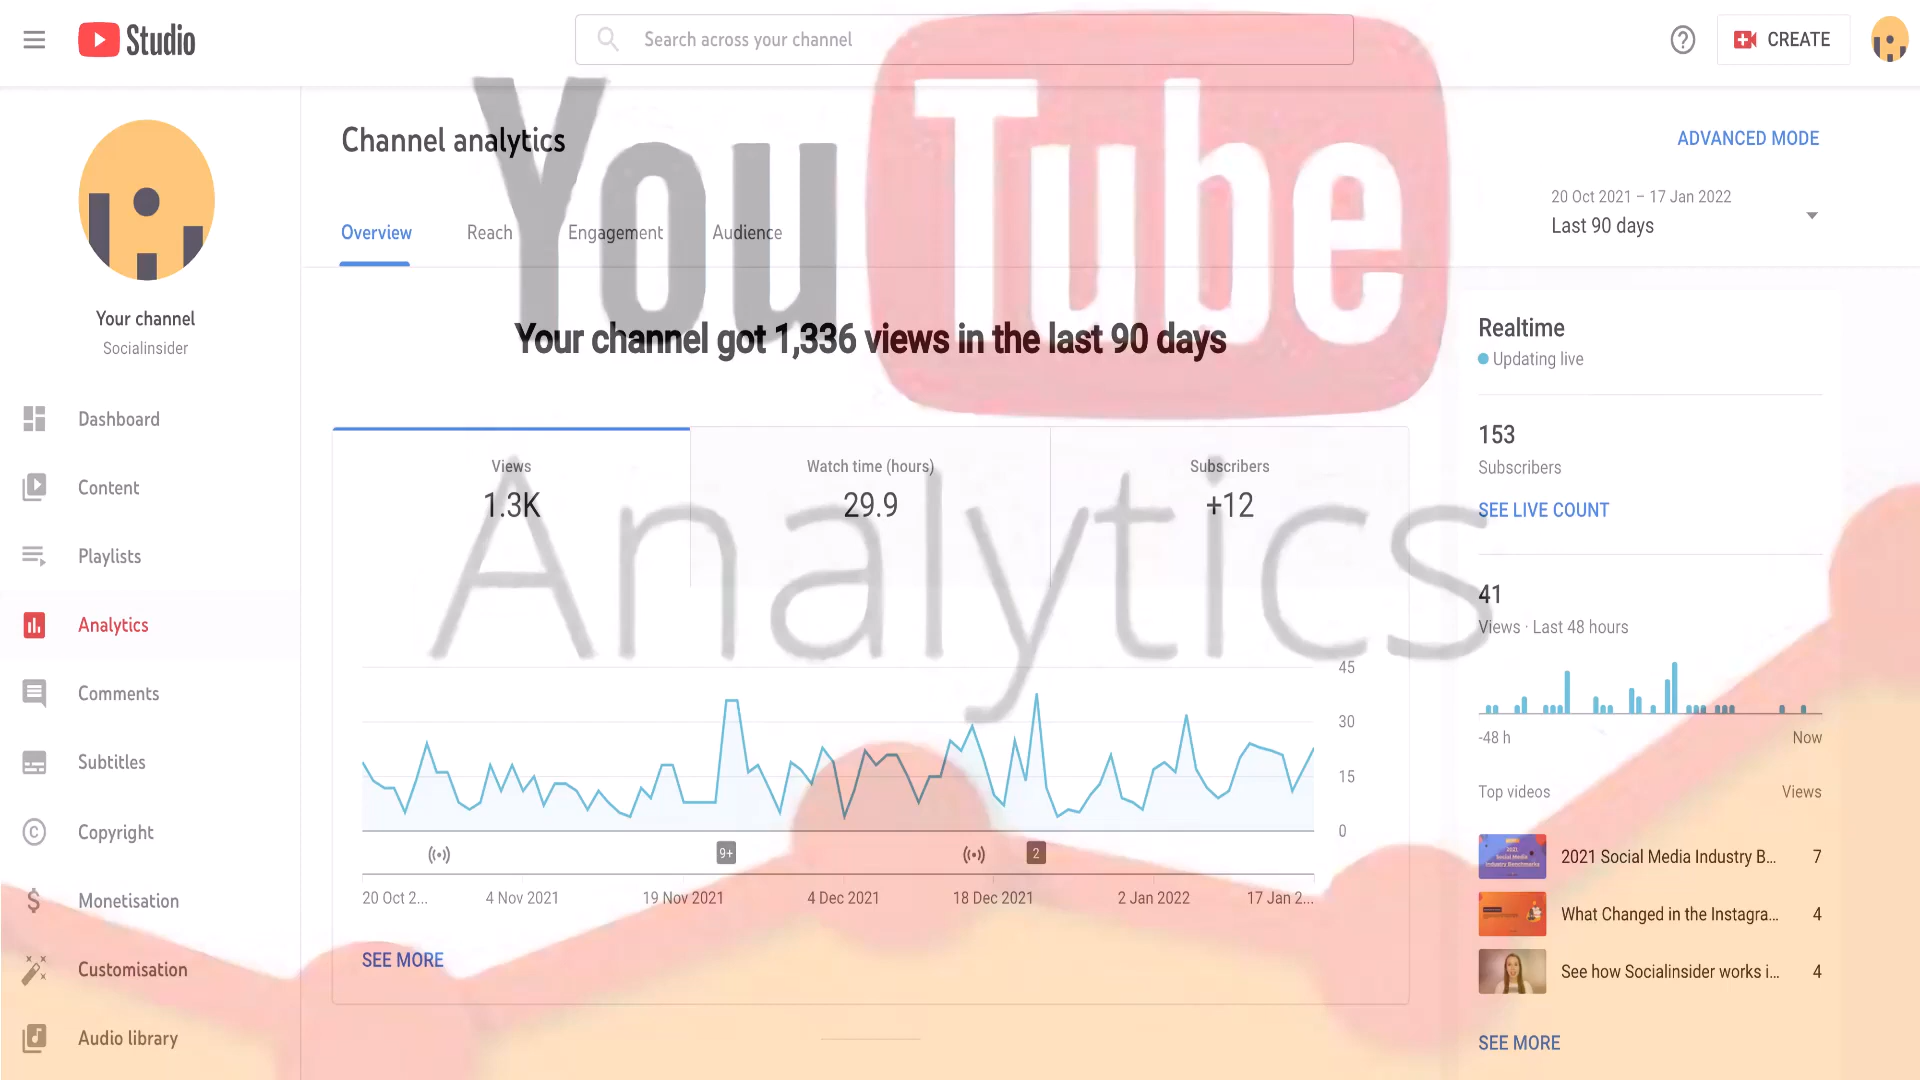 Studio
Search across your channel
CREATE
YouTube
Analytics
Channel analytics
ADVANCED MODE
20 Oct 2021 – 17 Jan 2022
Last 90 days
Overview
Reach
Engagement
Audience
Your channel
Socialinsider
Dashboard
Content
Playlists
Analytics
Comments
Subtitles
Copyright
Monetisation
Customisation
Audio library
Your channel got 1,336 views in the last 90 days
Views
1.3K
Watch time (hours)
29.9
Subscribers
+12
45
30
15
0
9+
2
20 Oct 2...
4 Nov 2021
19 Nov 2021
4 Dec 2021
18 Dec 2021
2 Jan 2022
17 Jan 2...
SEE MORE
Realtime
Updating live
153
Subscribers
SEE LIVE COUNT
41
Views · Last 48 hours
-48 h
Now
Top videos
Views
2021
Social Media
Industry Benchmarks
2021 Social Media Industry B...
7
What Changed in the Instagra...
4
See how Socialinsider works i...
4
SEE MORE